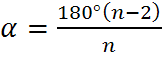 α = 180°(n−2)/n